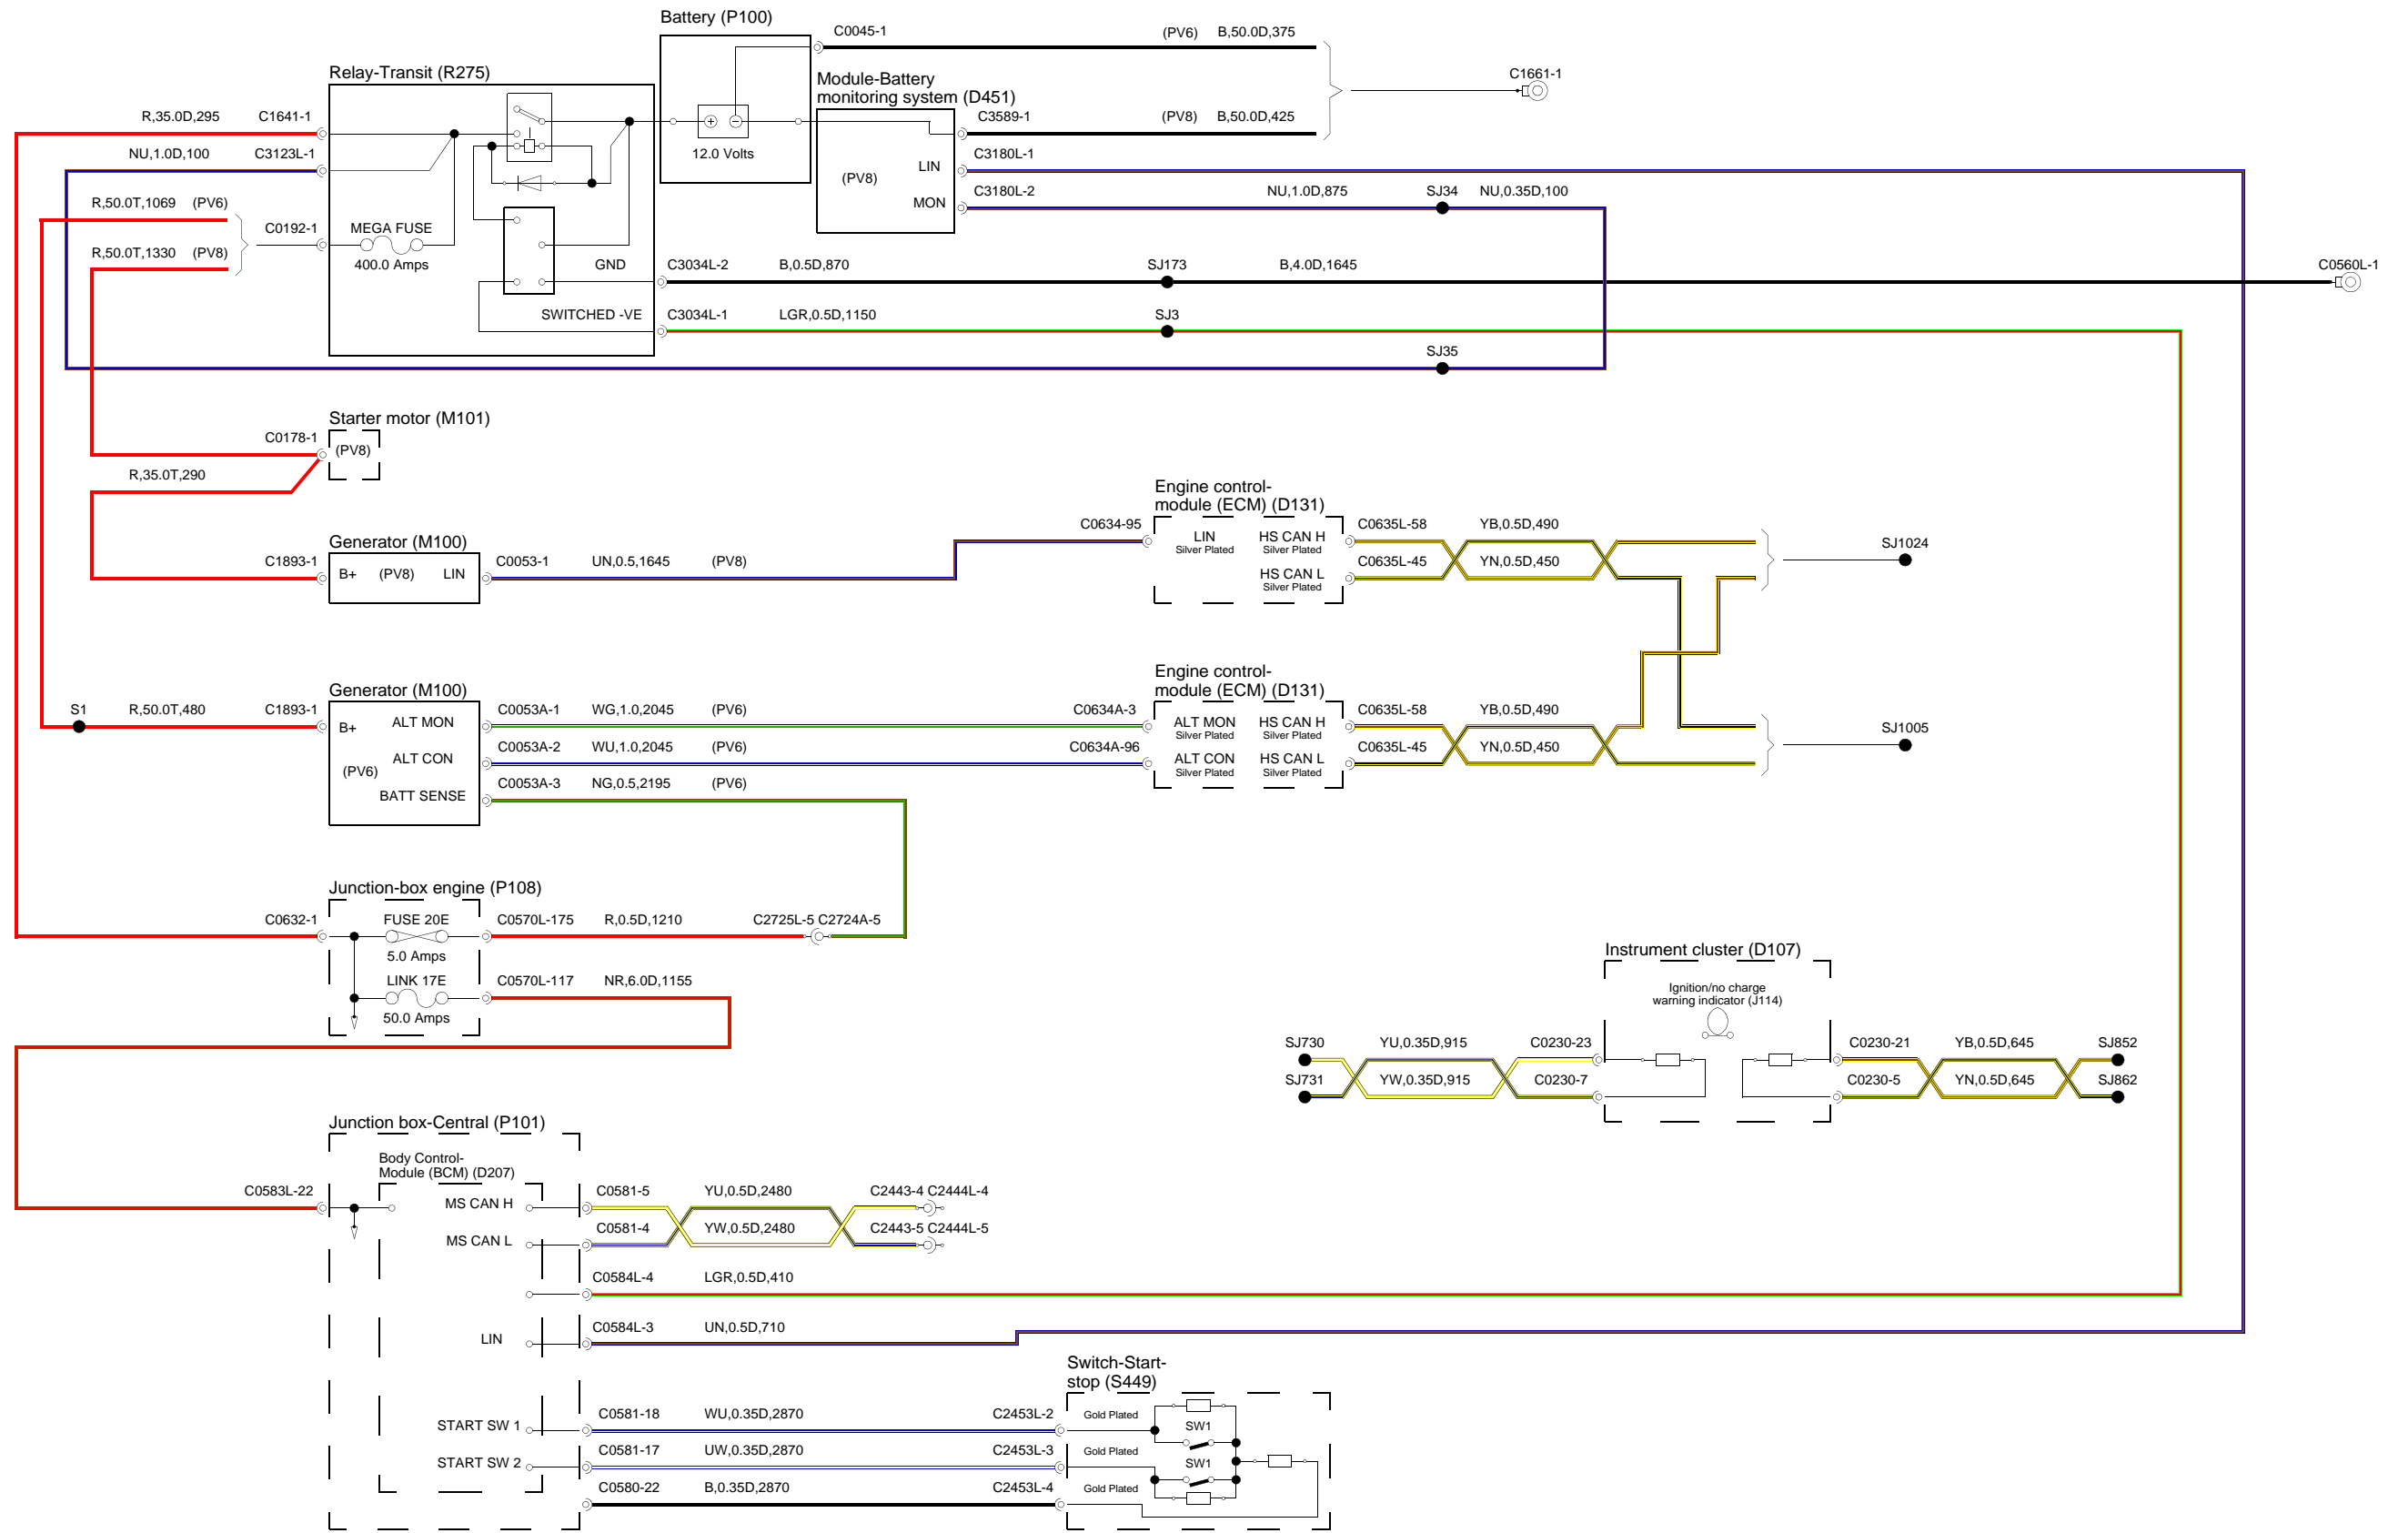 Battery (P100)
C0045-1
(PV6) B,50.0D,375
Relay-Transit (R275)
Module-Battery
monitoring system (D451)
C1661-1
R,35.0D,295 C1641-1
C3589-1
(PV8) B,50.0D,425
12.0 Volts
NU,1.0D,100 C3123L-1
C3180L-1
LIN
(PV8)
C3180L-2
NU,1.0D,875 SJ34 NU,0.35D,100
MON
R,50.0T,1069 (PV6)
C0192-1
MEGA FUSE
400.0 Amps
R,50.0T,1330 (PV8)
GND
C3034L-2 B,0.5D,870 SJ173 B,4.0D,1645 C0560L-1
SWITCHED -VE
C3034L-1 LGR,0.5D,1150 SJ3
SJ35
Starter motor (M101)
C0178-1
(PV8)
R,35.0T,290
Engine control-
module (ECM) (D131)
C0634-95
LIN
Silver Plated
HS CAN H
Silver Plated
C0635L-58 YB,0.5D,490
SJ1024
Generator (M100)
C1893-1
B+ (PV8) LIN
C0053-1 UN,0.5,1645 (PV8)
HS CAN L
Silver Plated
C0635L-45 YN,0.5D,450
Engine control-
module (ECM) (D131)
Generator (M100)
S1 R,50.0T,480 C1893-1
B+
ALT MON
C0053A-1 WG,1.0,2045 (PV6)
C0634A-3
ALT MON
Silver Plated
HS CAN H
Silver Plated
C0635L-58 YB,0.5D,490
SJ1005
ALT CON
C0053A-2 WU,1.0,2045 (PV6)
C0634A-96
ALT CON
Silver Plated
HS CAN L
Silver Plated
C0635L-45 YN,0.5D,450
(PV6)
BATT SENSE
C0053A-3 NG,0.5,2195 (PV6)
Junction-box engine (P108)
C0632-1
FUSE 20E
5.0 Amps
C0570L-175 R,0.5D,1210 C2725L-5 C2724A-5
LINK 17E
50.0 Amps
C0570L-117 NR,6.0D,1155
Instrument cluster (D107)
Ignition/no charge
warning indicator (J114)
SJ730 YU,0.35D,915 C0230-23
C0230-21 YB,0.5D,645 SJ852
SJ731 YW,0.35D,915 C0230-7
C0230-5 YN,0.5D,645 SJ862
Junction box-Central (P101)
Body Control-
Module (BCM) (D207)
C0583L-22
MS CAN H
C0581-5 YU,0.5D,2480 C2443-4 C2444L-4
MS CAN L
C0581-4 YW,0.5D,2480 C2443-5 C2444L-5
C0584L-4 LGR,0.5D,410
LIN
C0584L-3 UN,0.5D,710
Switch-Start-
stop (S449)
START SW 1
C0581-18 WU,0.35D,2870 C2453L-2
Gold Plated
SW1
START SW 2
C0581-17 UW,0.35D,2870 C2453L-3
Gold Plated
SW1
C0580-22 B,0.35D,2870 C2453L-4
Gold Plated